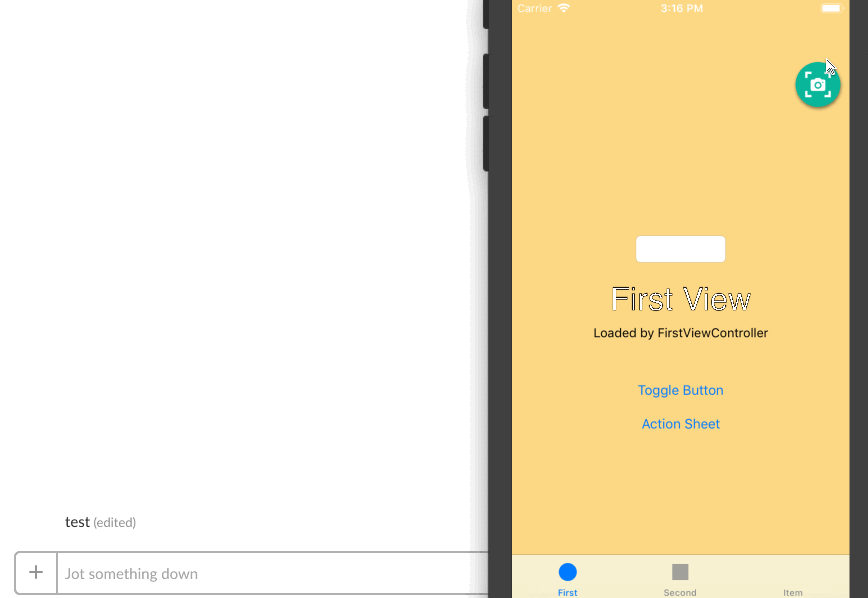 Carrier 3:16 PM
First View
Loaded by FirstViewController
Toggle Button
Action Sheet
test (edited)
Jot something down
First Second Item